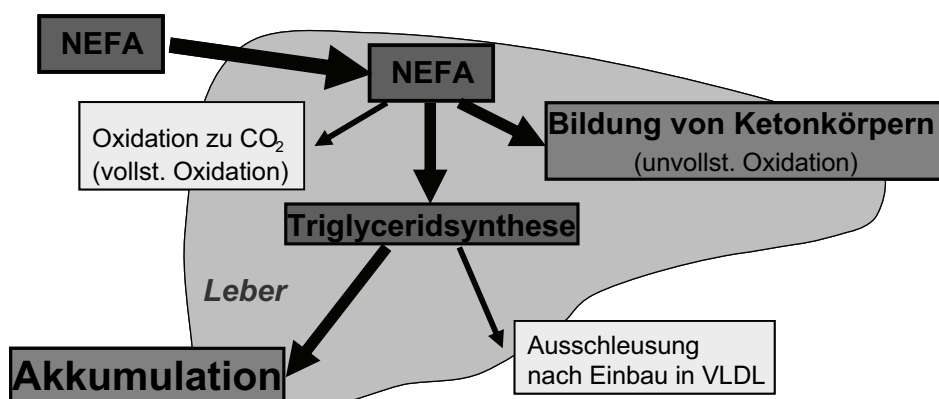 NEFA
NEFA
Oxidation zu CO₂
(vollst. Oxidation)
Bildung von Ketonkörpern
(unvollst. Oxidation)
Triglyceridsynthese
Leber
Akkumulation
Ausschleusung
nach Einbau in VLDL